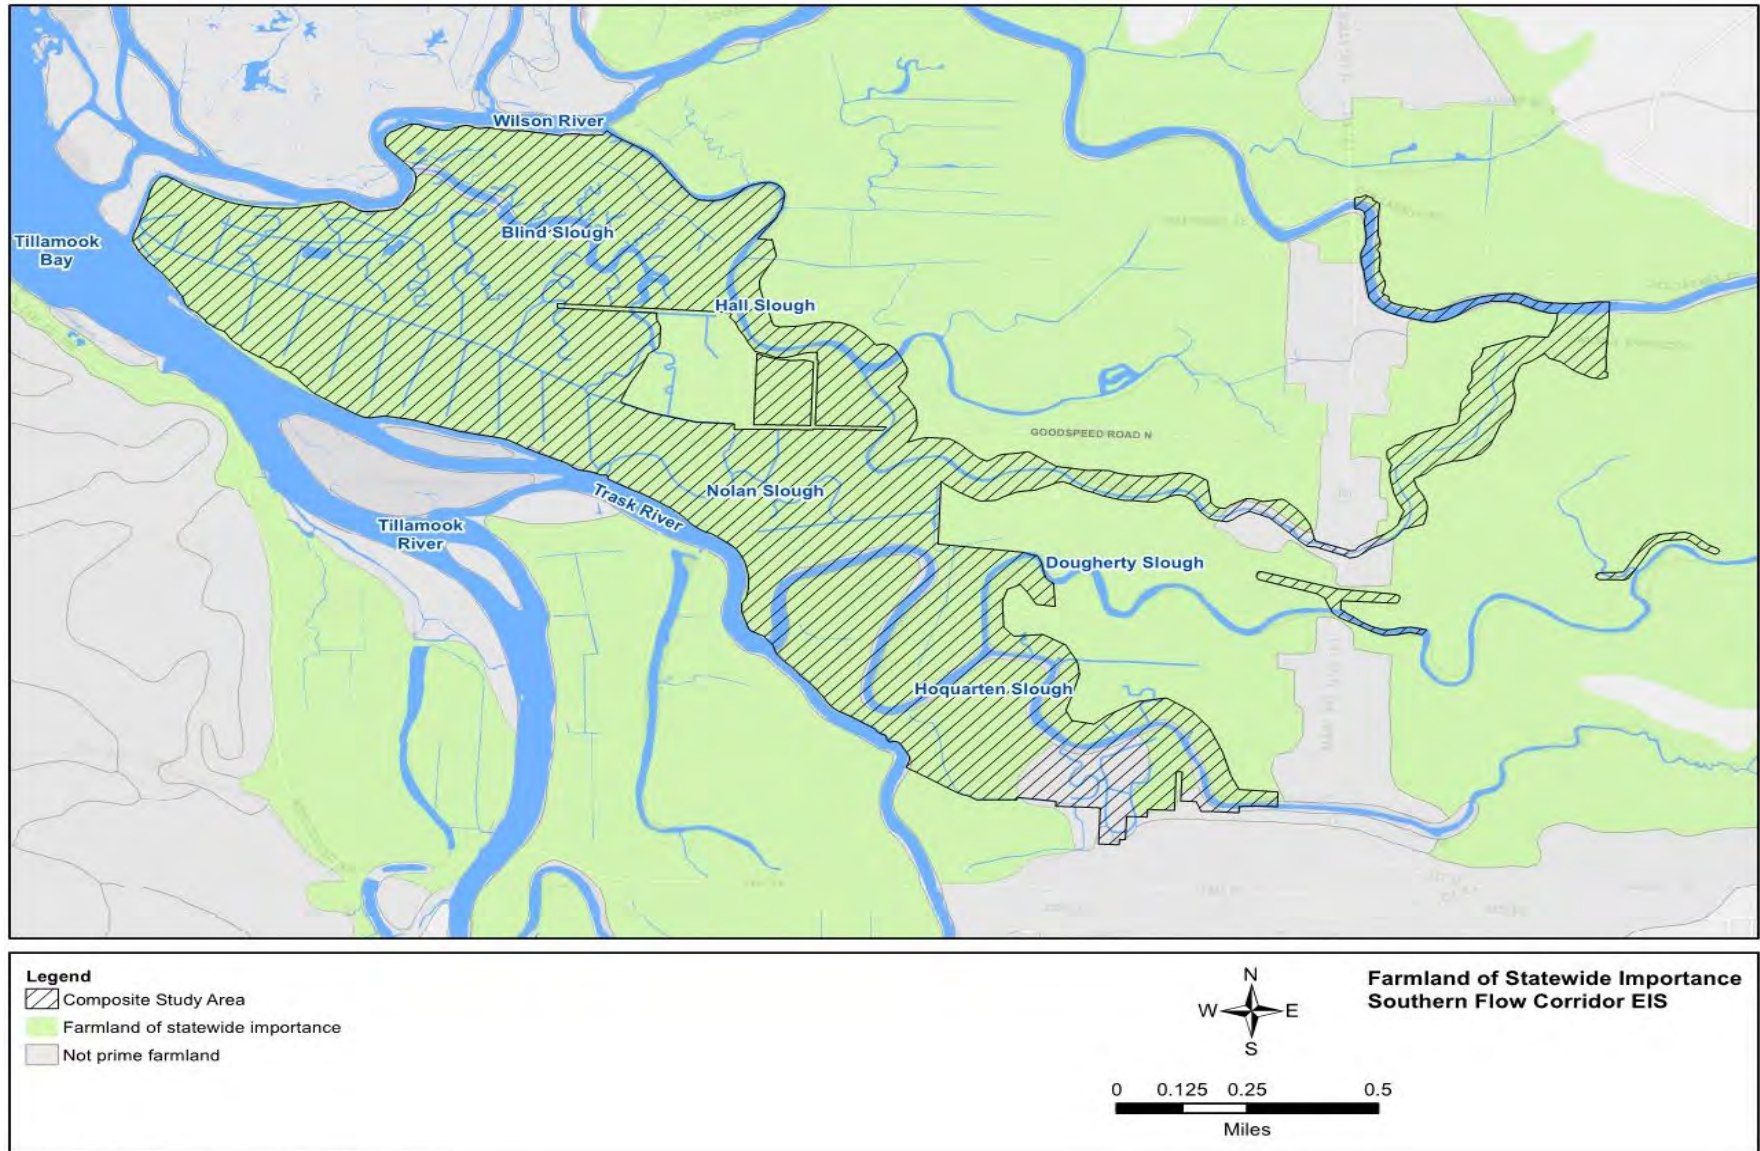 Wilson River
Blind Slough
Tillamook
Bay
Hall Slough
GOODSPEED ROAD N
Nolan Slough
Trask River
Tillamook
River
Dougherty Slough
Hoquarten Slough
Legend
Composite Study Area
Farmland of statewide importance
Not prime farmland
N
W
E
S
0 0.125 0.25 0.5
Miles
Farmland of Statewide Importance
Southern Flow Corridor EIS